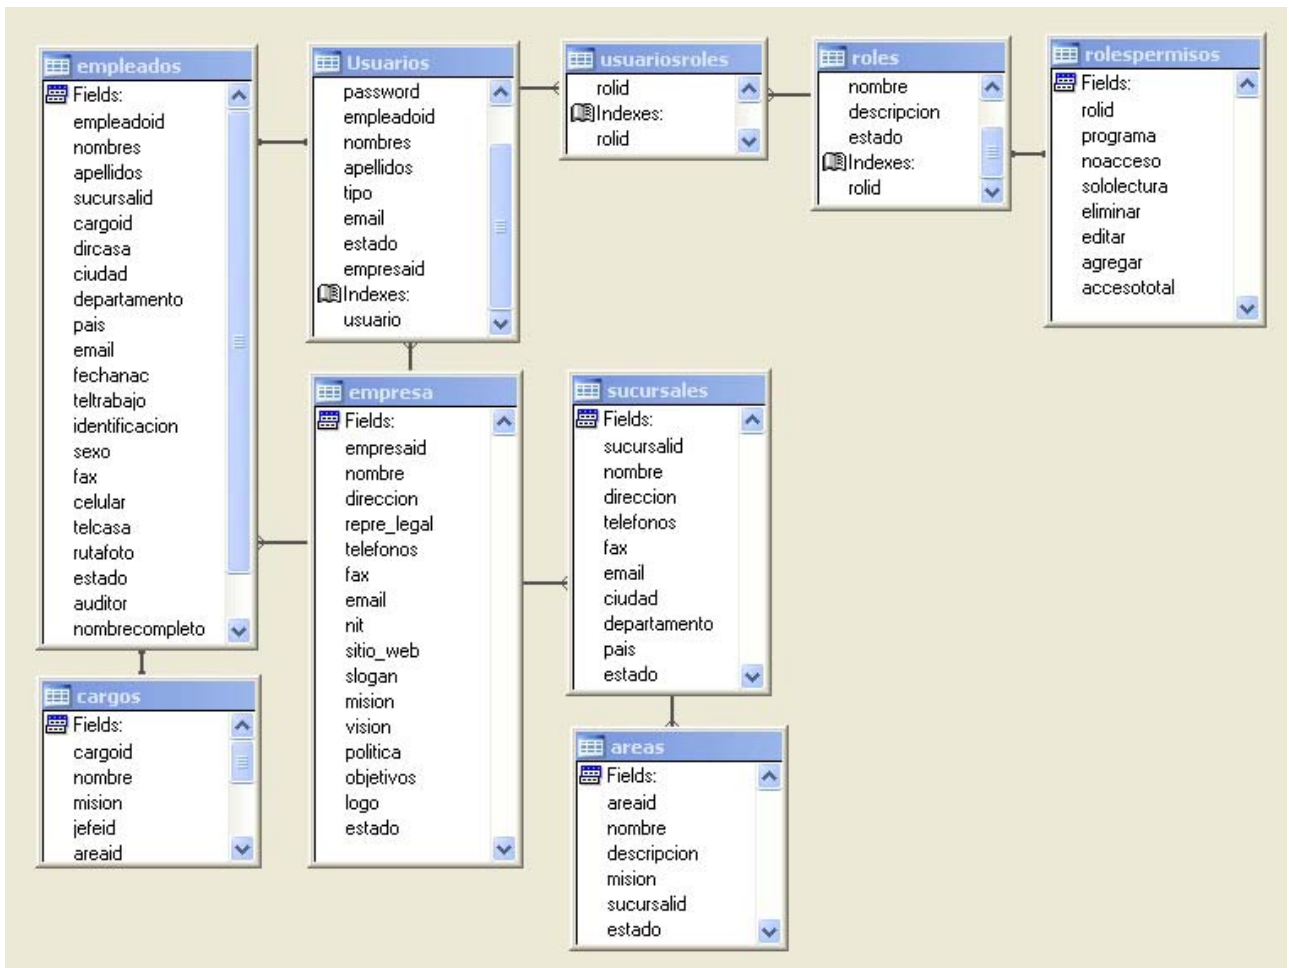 empleados
Fields:
empleadoid
nombres
apellidos
sucursalid
cargoid
dircasa
ciudad
departamento
pais
email
fechanac
teltrabajo
identificacion
sexo
fax
celular
telcasa
rutafoto
estado
auditor
nombrecompleto
Usuarios
password
empleadoid
nombres
apellidos
tipo
email
estado
empresaid
Indexes:
usuario
usuariosroles
rolid
Indexes:
rolid
roles
nombre
descripcion
estado
Indexes:
rolid
rolespermisos
Fields:
rolid
programa
noacceso
sololectura
eliminar
editar
agregar
accesototal
empresa
Fields:
empresaid
nombre
direccion
repre_legal
telefonos
fax
email
nit
sitio_web
slogan
mision
vision
politica
objetivos
logo
estado
sucursales
Fields:
sucursalid
nombre
direccion
telefonos
fax
email
ciudad
departamento
pais
estado
cargos
Fields:
cargoid
nombre
mision
jefeid
areaid
areas
Fields:
areaid
nombre
descripcion
mision
sucursalid
estado